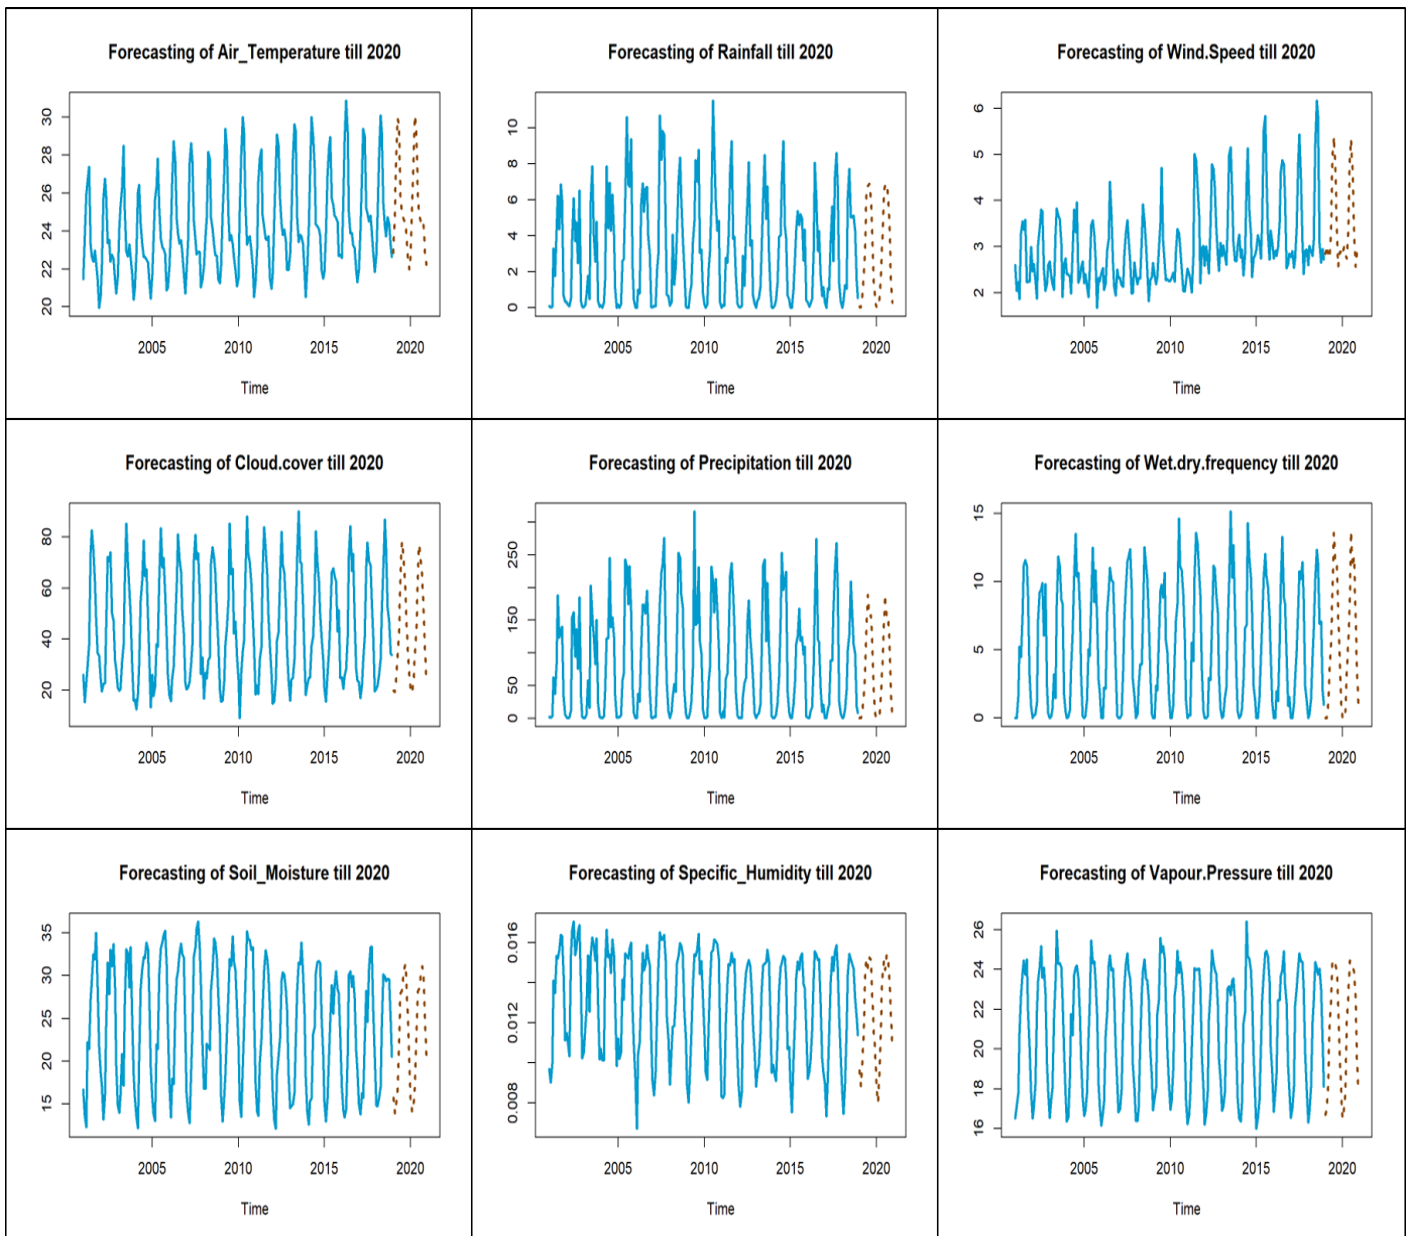 Forecasting of Air_Temperature till 2020
30
28
26
24
22
20
2005 2010 2015 2020
Time
Forecasting of Rainfall till 2020
10
8
6
4
2
0
2005 2010 2015 2020
Time
Forecasting of Wind.Speed till 2020
6
5
4
3
2
2005 2010 2015 2020
Time
Forecasting of Cloud.cover till 2020
80
60
40
20
2005 2010 2015 2020
Time
Forecasting of Precipitation till 2020
250
150
50
0
2005 2010 2015 2020
Time
Forecasting of Wet.dry.frequency till 2020
15
10
5
0
2005 2010 2015 2020
Time
Forecasting of Soil_Moisture till 2020
35
30
25
20
15
2005 2010 2015 2020
Time
Forecasting of Specific_Humidity till 2020
0.016
0.012
0.008
2005 2010 2015 2020
Time
Forecasting of Vapour.Pressure till 2020
26
24
22
20
18
16
2005 2010 2015 2020
Time